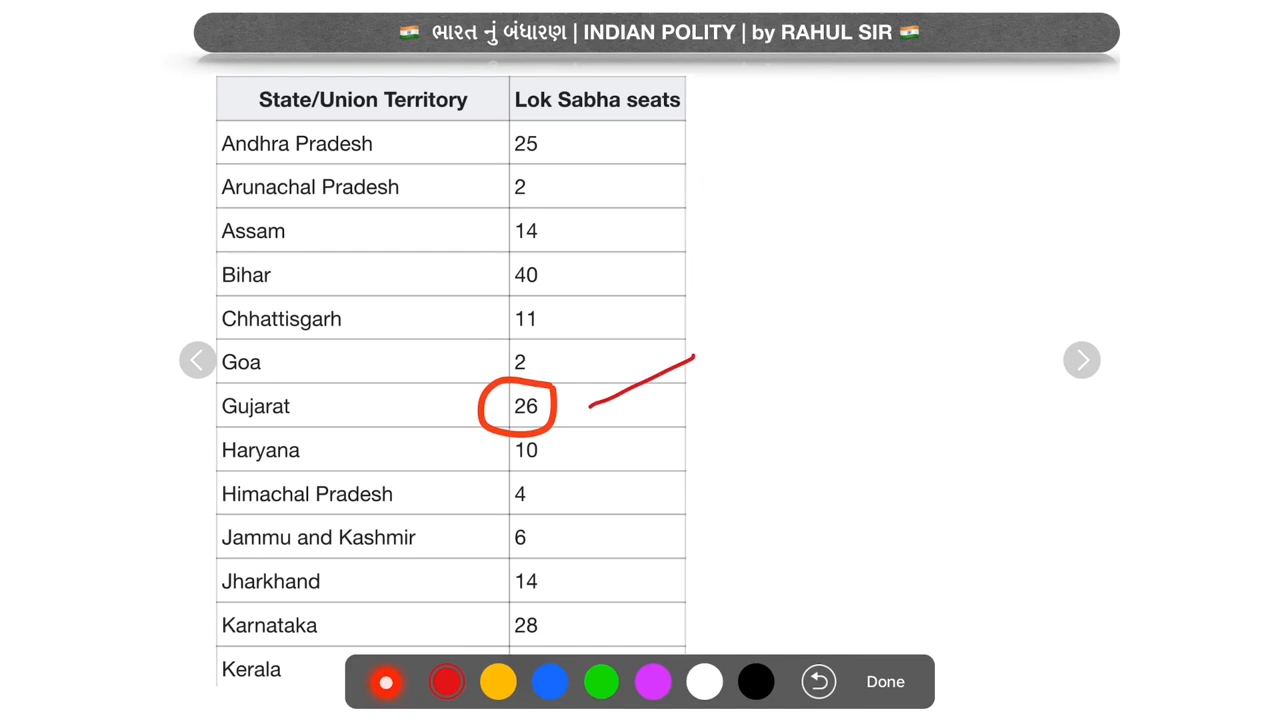 ભારત નું બંધારણ | INDIAN POLITY | by RAHUL SIR
State/Union Territory Lok Sabha seats
Andhra Pradesh 25
Arunachal Pradesh 2
Assam 14
Bihar 40
Chhattisgarh 11
Goa 2
Gujarat 26
Haryana 10
Himachal Pradesh 4
Jammu and Kashmir 6
Jharkhand 14
Karnataka 28
Kerala
Done